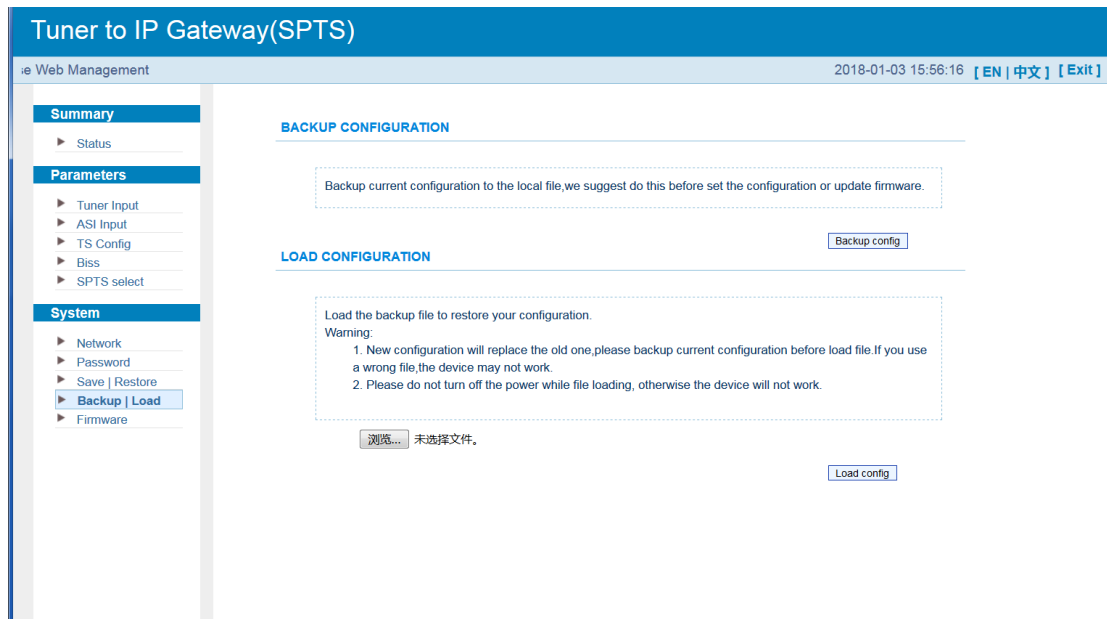 Tuner to IP Gateway(SPTS)
Web Management
2018-01-03 15:56:16 [ EN | 中文 ] [ Exit ]
Summary
Status
Parameters
Tuner Input
ASI Input
TS Config
Biss
SPTS select
System
Network
Password
Save | Restore
Backup | Load
Firmware
BACKUP CONFIGURATION
Backup current configuration to the local file,we suggest do this before set the configuration or update firmware.
Backup config
LOAD CONFIGURATION
Load the backup file to restore your configuration.
Warning:
1. New configuration will replace the old one,please backup current configuration before load file.If you use
a wrong file,the device may not work.
2. Please do not turn off the power while file loading, otherwise the device will not work.
浏览... 未选择文件。
Load config